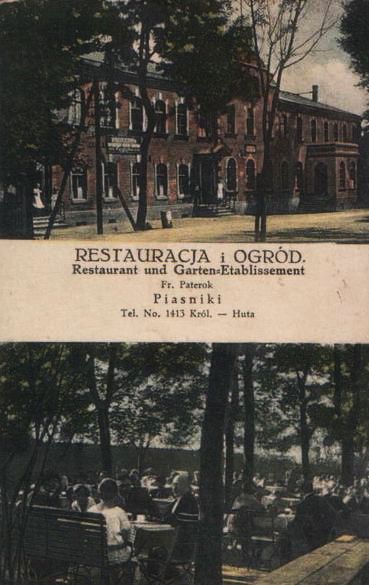 RESTAURACJA i OGRÓD.
Restaurant und Garten-Etablissement
Fr. Paterok
Piasniki
Tel. No. 1413 Król. — Huta